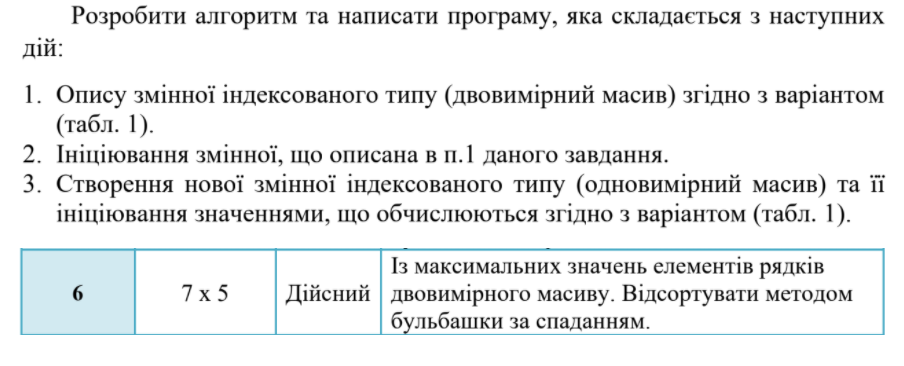 Розробити алгоритм та написати програму, яка складається з наступних
дій:
1. Опису змінної індексованого типу (двовимірний масив) згідно з варіантом
(табл. 1).
2. Ініціювання змінної, що описана в п.1 даного завдання.
3. Створення нової змінної індексованого типу (одновимірний масив) та її
ініціювання значеннями, що обчислюються згідно з варіантом (табл. 1).
6 7 х 5 Дійсний Із максимальних значень елементів рядків
двовимірного масиву. Відсортувати методом
бульбашки за спаданням.